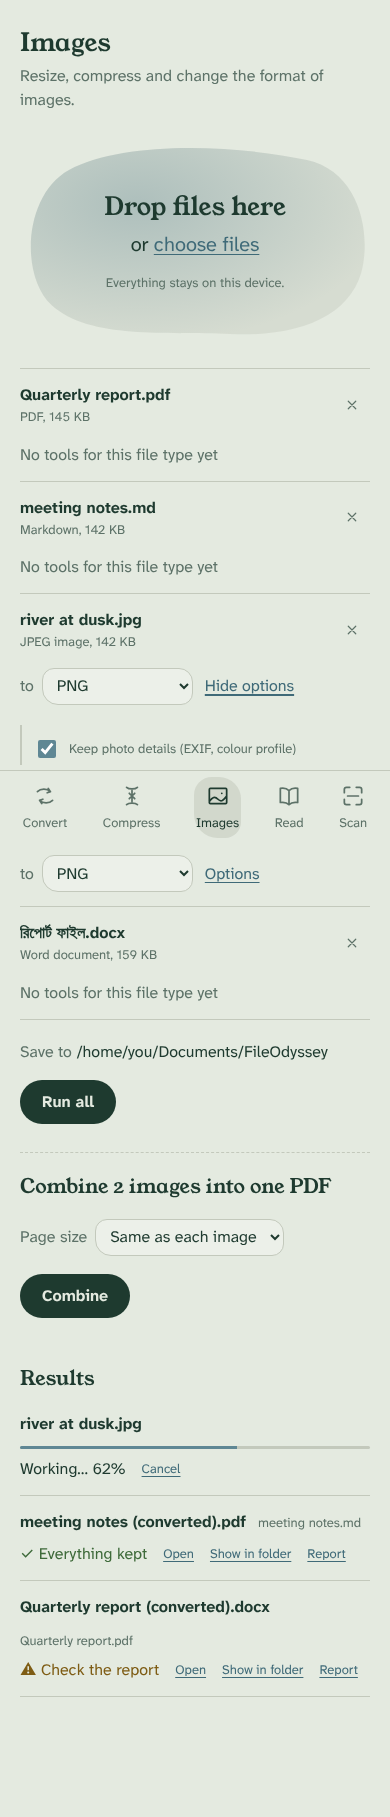 Images
Resize, compress and change the format of
images.
Drop files here
or choose files
Everything stays on this device.
Quarterly report.pdf
PDF, 145 KB
No tools for this file type yet
meeting notes.md
Markdown, 142 KB
No tools for this file type yet
river at dusk.jpg
JPEG image, 142 KB
to PNG Hide options
Keep photo details (EXIF, colour profile)
Convert Compress Images Read Scan
to PNG Options
রিপোর্ট ফাইল.docx
Word document, 159 KB
No tools for this file type yet
Save to /home/you/Documents/FileOdyssey
Run all
Combine 2 images into one PDF
Page size Same as each image
Combine
Results
river at dusk.jpg
Working... 62% Cancel
meeting notes (converted).pdf meeting notes.md
Everything kept Open Show in folder Report
Quarterly report (converted).docx
Quarterly report.pdf
Check the report Open Show in folder Report